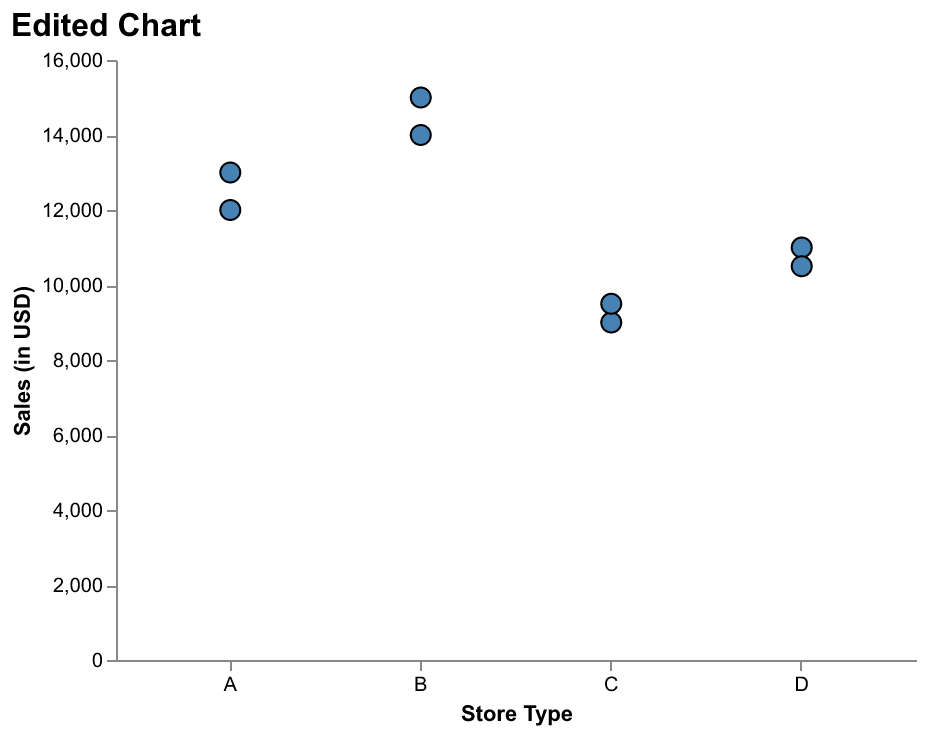 Edited Chart
16,000
14,000
12,000
10,000
8,000
6,000
4,000
2,000
0
Sales (in USD)
A B C D
Store Type